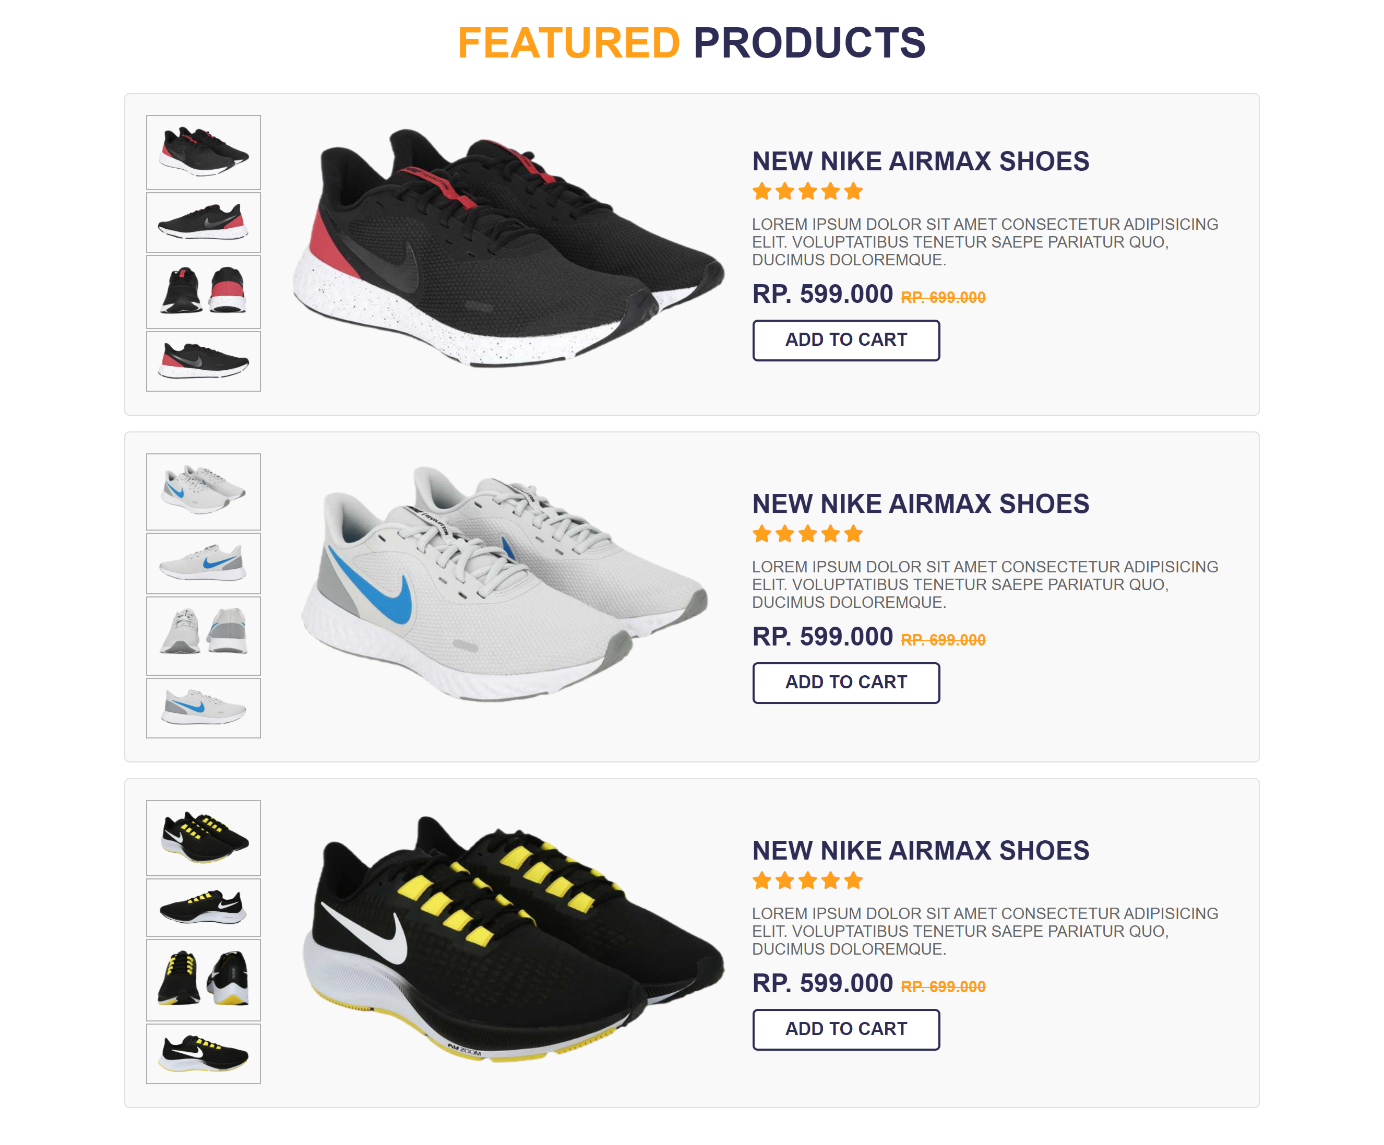 FEATURED PRODUCTS
NEW NIKE AIRMAX SHOES
LOREM IPSUM DOLOR SIT AMET CONSECTETUR ADIPISICING
ELIT. VOLUPTATIBUS TENETUR SAEPE PARIATUR QUO,
DUCIMUS DOLOREMQUE.
RP. 599.000 RP. 699.000
ADD TO CART
NEW NIKE AIRMAX SHOES
LOREM IPSUM DOLOR SIT AMET CONSECTETUR ADIPISICING
ELIT. VOLUPTATIBUS TENETUR SAEPE PARIATUR QUO,
DUCIMUS DOLOREMQUE.
RP. 599.000 RP. 699.000
ADD TO CART
ZOOM
NEW NIKE AIRMAX SHOES
LOREM IPSUM DOLOR SIT AMET CONSECTETUR ADIPISICING
ELIT. VOLUPTATIBUS TENETUR SAEPE PARIATUR QUO,
DUCIMUS DOLOREMQUE.
RP. 599.000 RP. 699.000
ADD TO CART